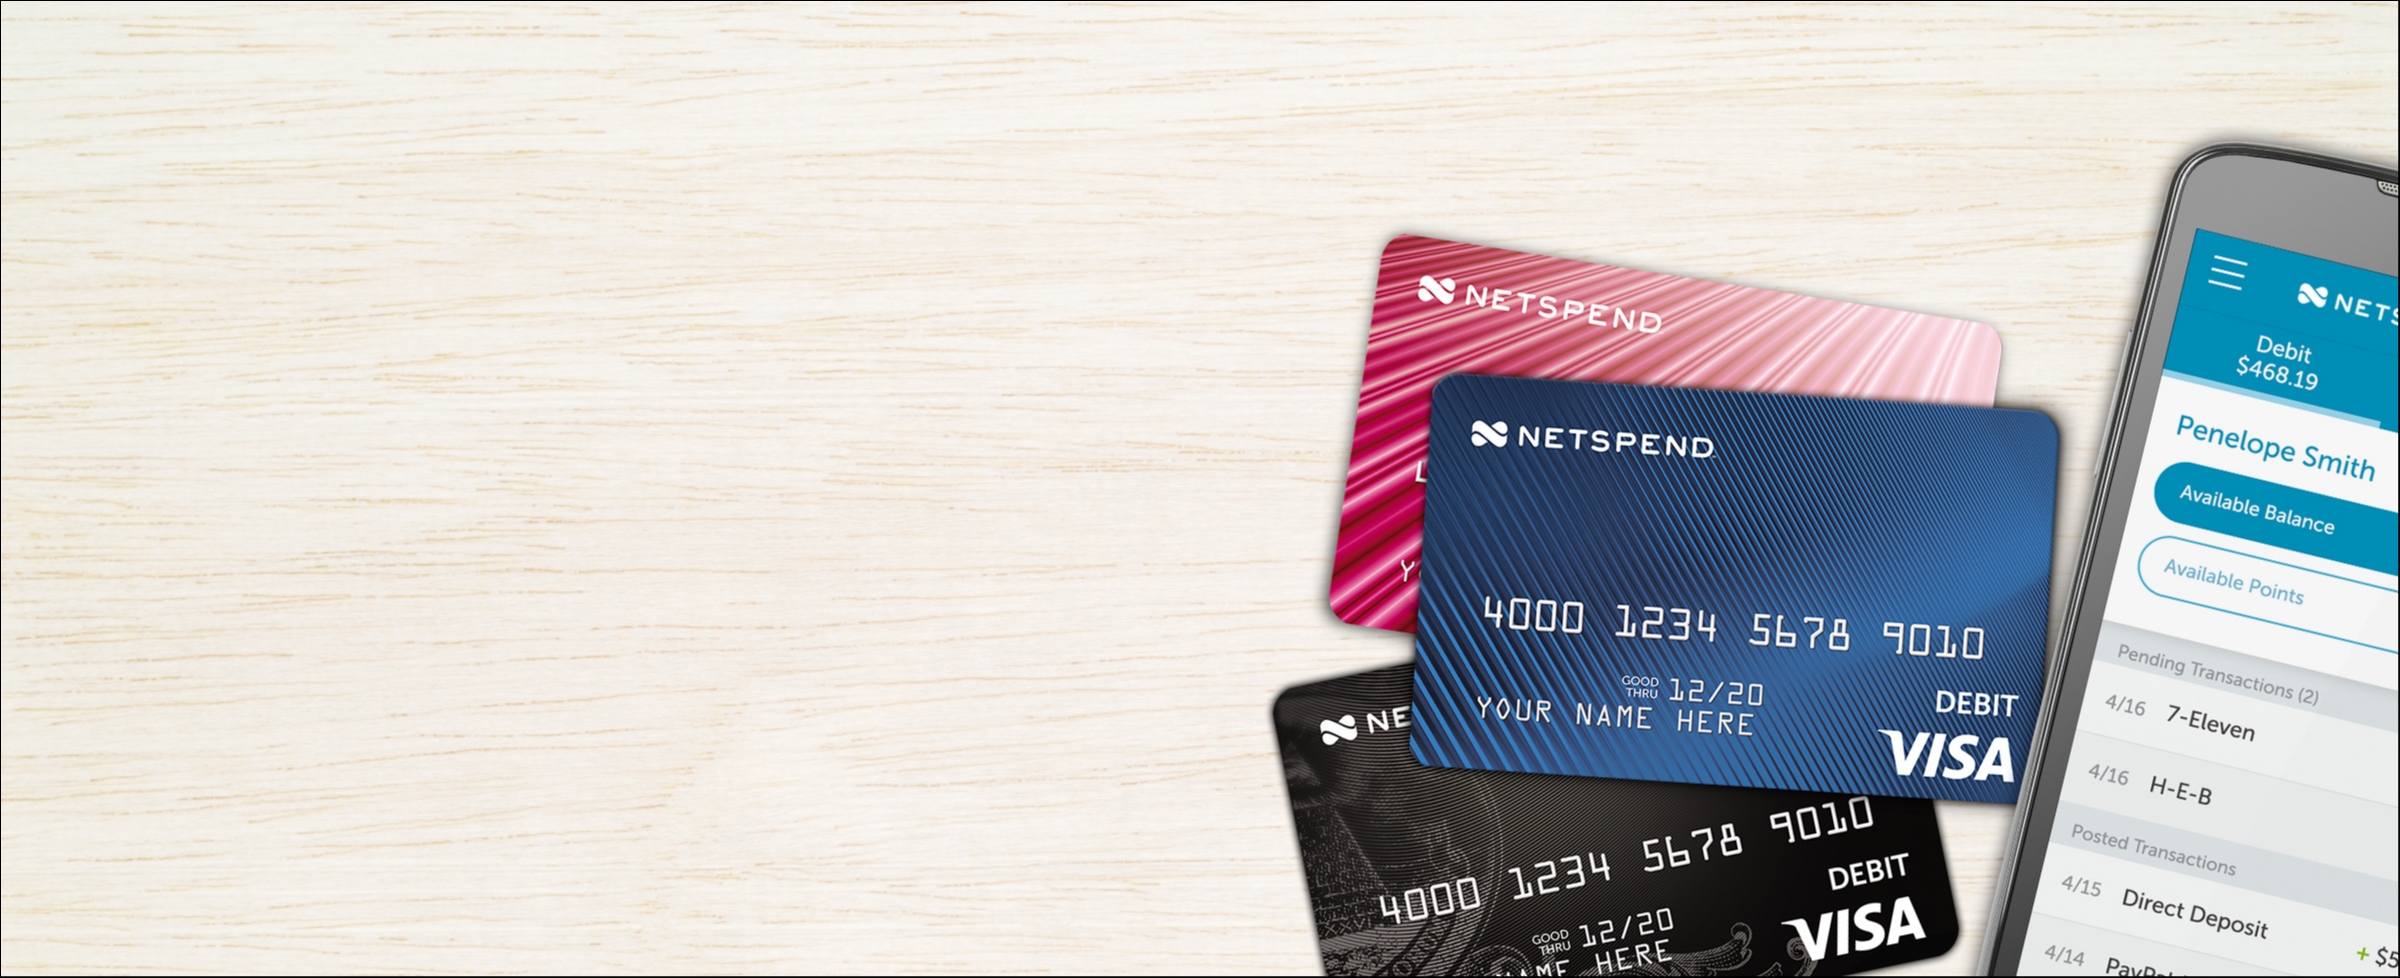 NETSPEND
NETSPEND
4000 1234 5678 9010
GOOD THRU 12/20
YOUR NAME HERE
DEBIT
VISA
4000 1234 5678 9010
DEBIT
GOOD THRU 12/20
HERE
VISA
Debit
$468.19
Penelope Smith
Available Balance
Available Points
Pending Transactions (2)
4/16 7-Eleven
4/16 H-E-B
Posted Transactions
4/15 Direct Deposit
4/14